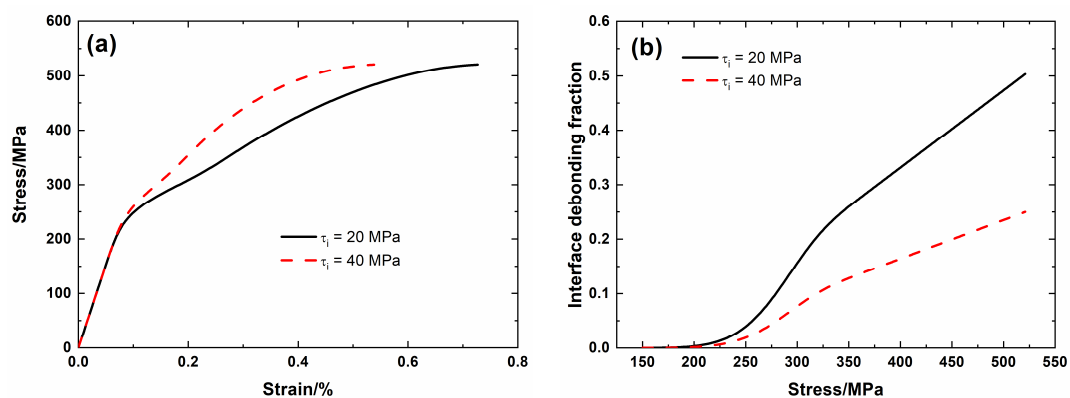 (a)
Stress/MPa
600
500
400
300
200
100
0
τi = 20 MPa
τi = 40 MPa
0.0 0.2 0.4 0.6 0.8
Strain/%
(b)
Interface debonding fraction
0.6
0.5
0.4
0.3
0.2
0.1
0.0
τi = 20 MPa
τi = 40 MPa
150 200 250 300 350 400 450 500 550
Stress/MPa